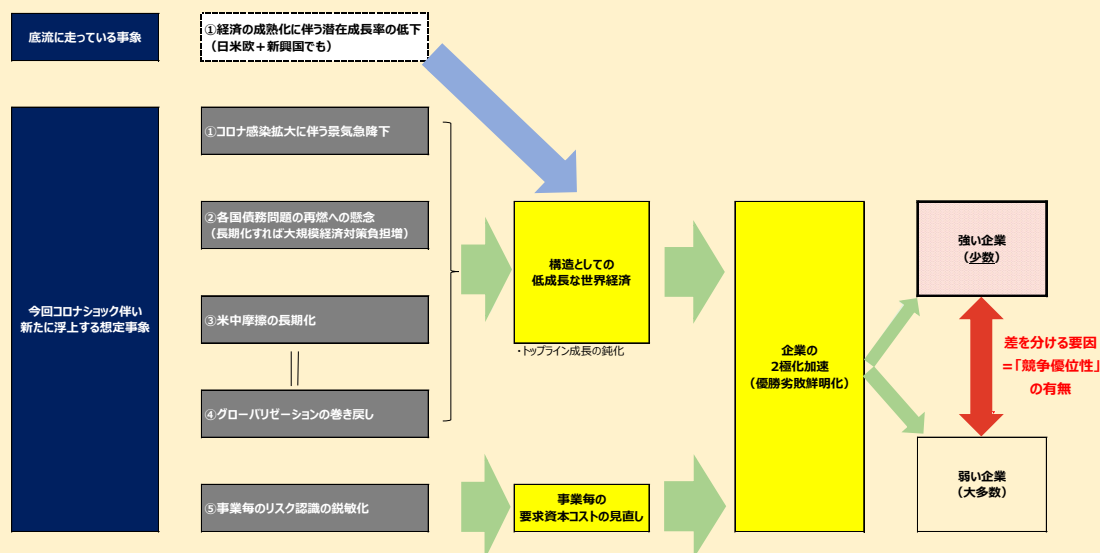 底流に走っている事象
①経済の成熟化に伴う潜在成長率の低下
（日米欧＋新興国でも）
今回コロナショック伴い
新たに浮上する想定事象
①コロナ感染拡大に伴う景気急降下
②各国債務問題の再燃への懸念
（長期化すれば大規模経済対策負担増）
③米中摩擦の長期化
④グローバリゼーションの巻き戻し
⑤事業毎のリスク認識の鋭敏化
構造としての
低成長な世界経済
・トップライン成長の鈍化
事業毎の
要求資本コストの見直し
企業の
2極化加速
（優勝劣敗鮮明化）
強い企業
（少数）
差を分ける要因
＝「競争優位性」
の有無
弱い企業
（大多数）